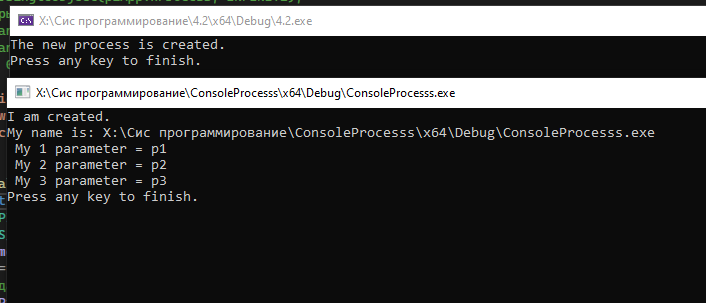 X:\Сис программирование\4.2\x64\Debug\4.2.exe
The new process is created.
Press any key to finish.
X:\Сис программирование\ConsoleProcesss\x64\Debug\ConsoleProcesss.exe
I am created.
My name is: X:\Сис программирование\ConsoleProcesss\x64\Debug\ConsoleProcesss.exe
My 1 parameter = p1
My 2 parameter = p2
My 3 parameter = p3
Press any key to finish.